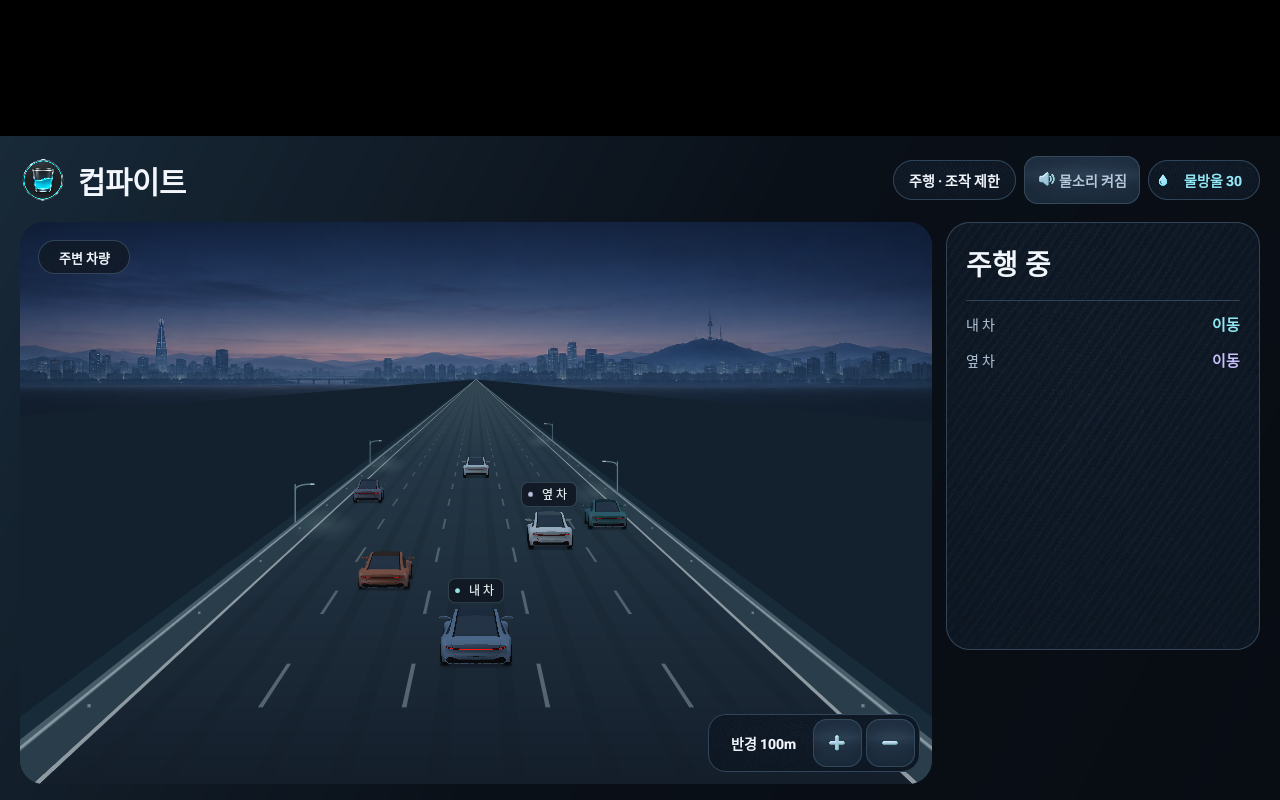 컵파이트
주행 · 조작 제한
물소리 켜짐
물방울 30
주변 차량
옆 차
내 차
반경 100m
주행 중
내 차 이동
옆 차 이동